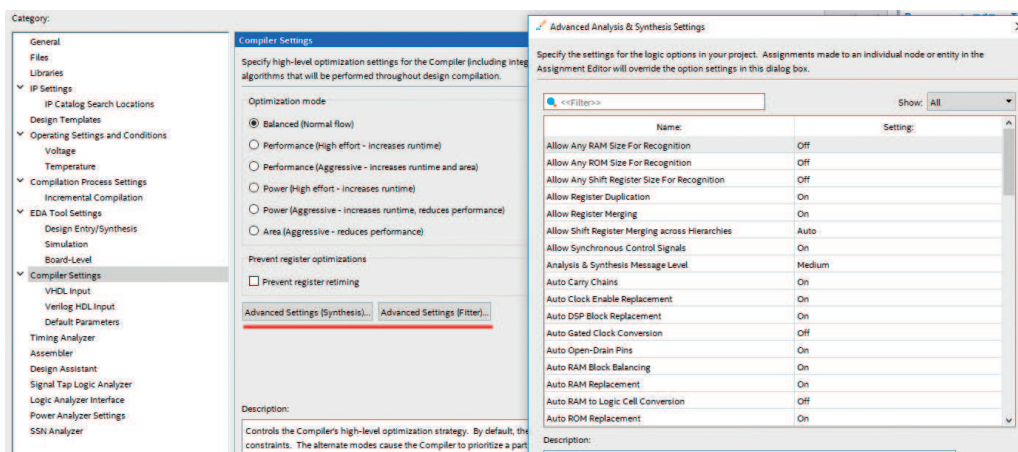 Category:
General
Files
Libraries
IP Settings
IP Catalog Search Locations
Design Templates
Operating Settings and Conditions
Voltage
Temperature
Compilation Process Settings
Incremental Compilation
EDA Tool Settings
Design Entry/Synthesis
Simulation
Board-Level
Compiler Settings
VHDL Input
Verilog HDL Input
Default Parameters
Timing Analyzer
Assembler
Design Assistant
Signal Tap Logic Analyzer
Logic Analyzer Interface
Power Analyzer Settings
SSN Analyzer
Compiler Settings
Specify high-level optimization settings for the Compiler (including integ
algorithms that will be performed throughout design compilation.
Optimization mode
Balanced (Normal flow)
Performance (High effort - increases runtime)
Performance (Aggressive - increases runtime and area)
Power (High effort - increases runtime)
Power (Aggressive - increases runtime, reduces performance)
Area (Aggressive - reduces performance)
Prevent register optimizations
Prevent register retiming
Advanced Settings (Synthesis)... Advanced Settings (Fitter)...
Description:
Controls the Compiler's high-level optimization strategy. By default, the
constraints. The alternate modes cause the Compiler to prioritize a part
Advanced Analysis & Synthesis Settings
Specify the settings for the logic options in your project. Assignments made to an individual node or entity in the
Assignment Editor will override the option settings in this dialog box.
<<Filter>> Show: All
Name: Setting:
Allow Any RAM Size For Recognition Off
Allow Any ROM Size For Recognition Off
Allow Any Shift Register Size For Recognition Off
Allow Register Duplication On
Allow Register Merging On
Allow Shift Register Merging across Hierarchies Auto
Allow Synchronous Control Signals On
Analysis & Synthesis Message Level Medium
Auto Carry Chains On
Auto Clock Enable Replacement On
Auto DSP Block Replacement On
Auto Gated Clock Conversion Off
Auto Open-Drain Pins On
Auto RAM Block Balancing On
Auto RAM Replacement On
Auto RAM to Logic Cell Conversion Off
Auto ROM Replacement On
Description: